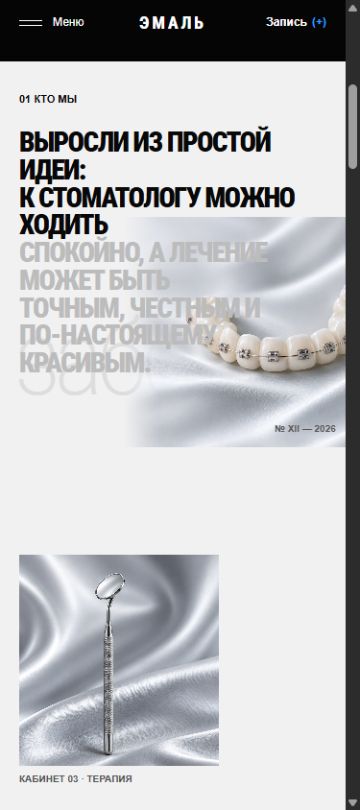 Меню
ЭМАЛЬ
Запись (+)
01 КТО МЫ
ВЫРОСЛИ ИЗ ПРОСТОЙ
ИДЕИ:
К СТОМАТОЛОГУ МОЖНО
ХОДИТЬ
СПОКОЙНО, А ЛЕЧЕНИЕ
МОЖЕТ БЫТЬ
ТОЧНЫМ, ЧЕСТНЫМ И
ПО-НАСТОЯЩЕМУ
КРАСИВЫМ.
№ XII — 2026
КАБИНЕТ 03 · ТЕРАПИЯ